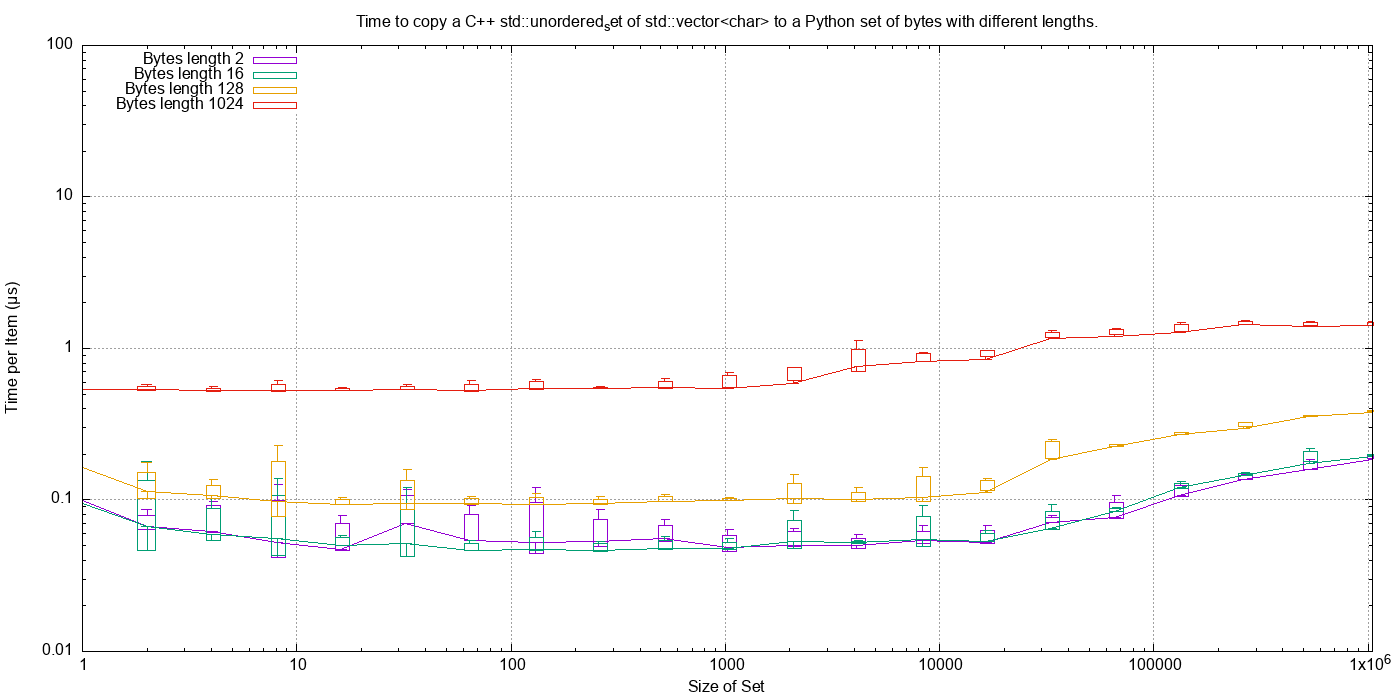 Time to copy a C++ std::unordered_set of std::vector<char> to a Python set of bytes with different lengths.
100
10
1
0.1
0.01
Time per Item (µs)
Bytes length 2
Bytes length 16
Bytes length 128
Bytes length 1024
1 10 100 1000 10000 100000 1x10^6
Size of Set